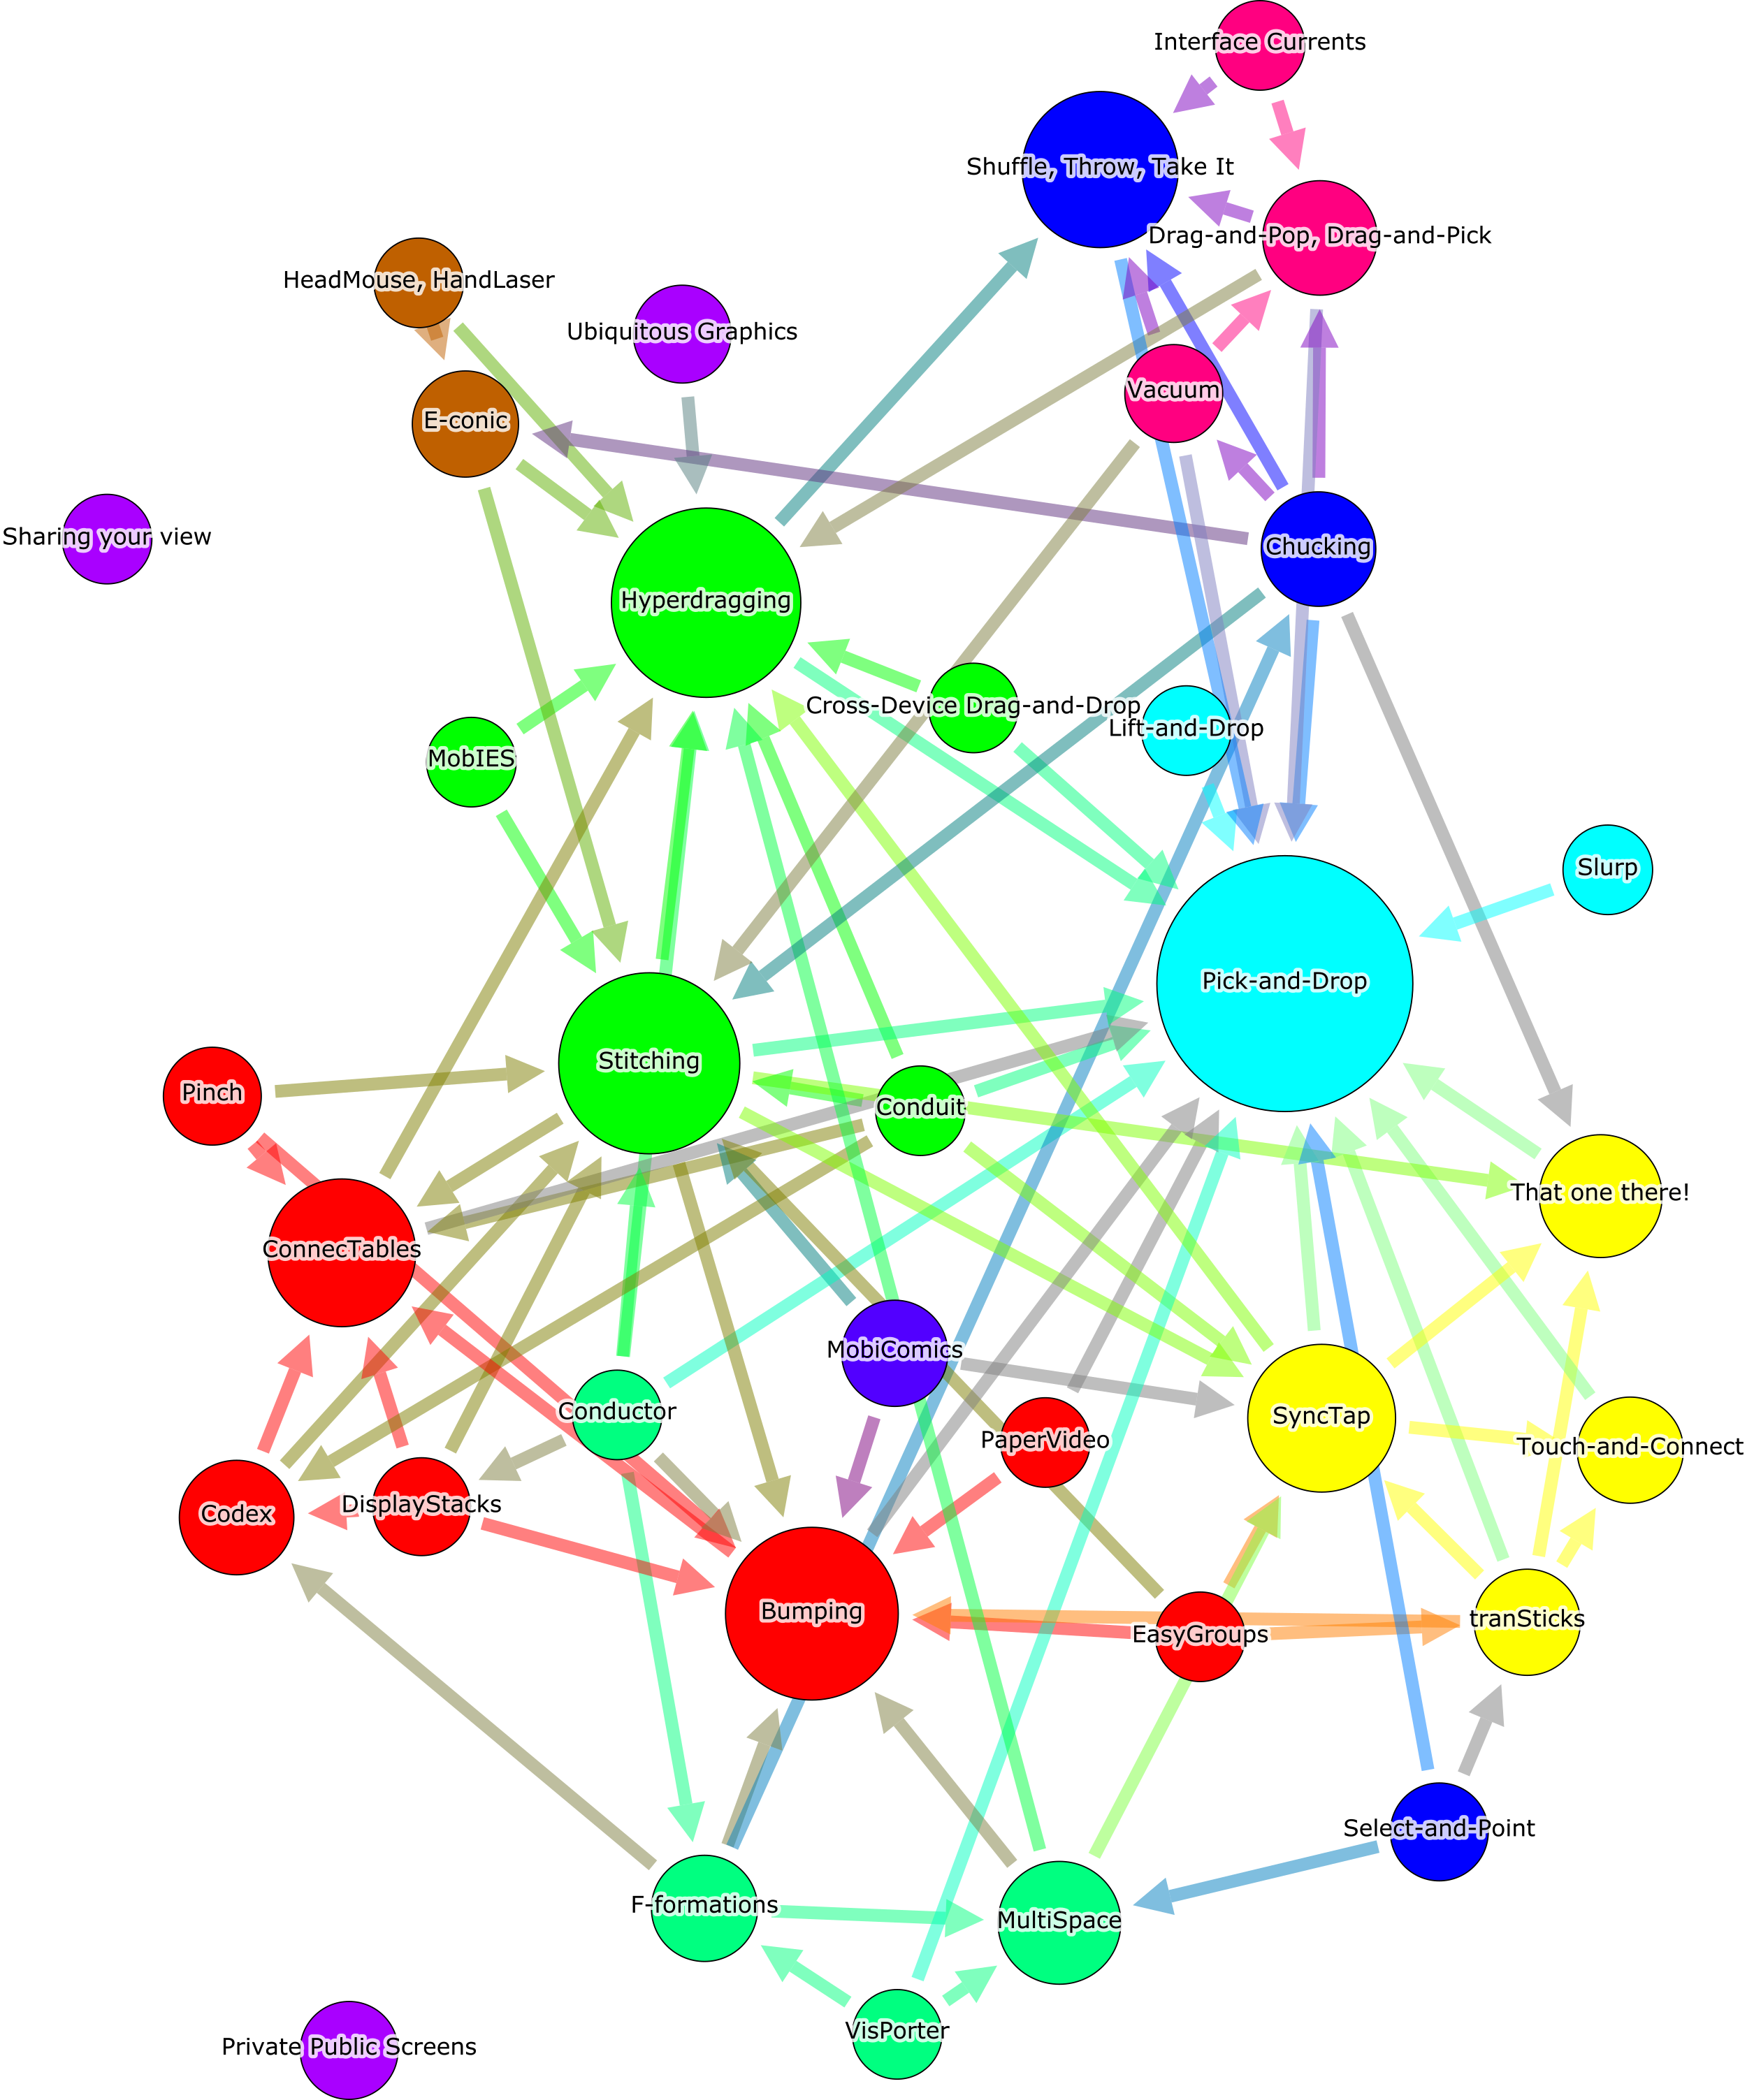 Interface Currents
Shuffle, Throw, Take It
Drag-and-Pop, Drag-and-Pick
HeadMouse, HandLaser
Ubiquitous Graphics
Vacuum
E-conic
Sharing your view
Chucking
Hyperdragging
Cross-Device Drag-and-Drop
Lift-and-Drop
MobIES
Slurp
Pick-and-Drop
Stitching
Pinch
Conduit
That one there!
ConnecTables
MobiComics
Conductor
SyncTap
PaperVideo
Touch-and-Connect
DisplayStacks
Codex
Bumping
tranSticks
EasyGroups
Select-and-Point
F-formations
MultiSpace
VisPorter
Private Public Screens